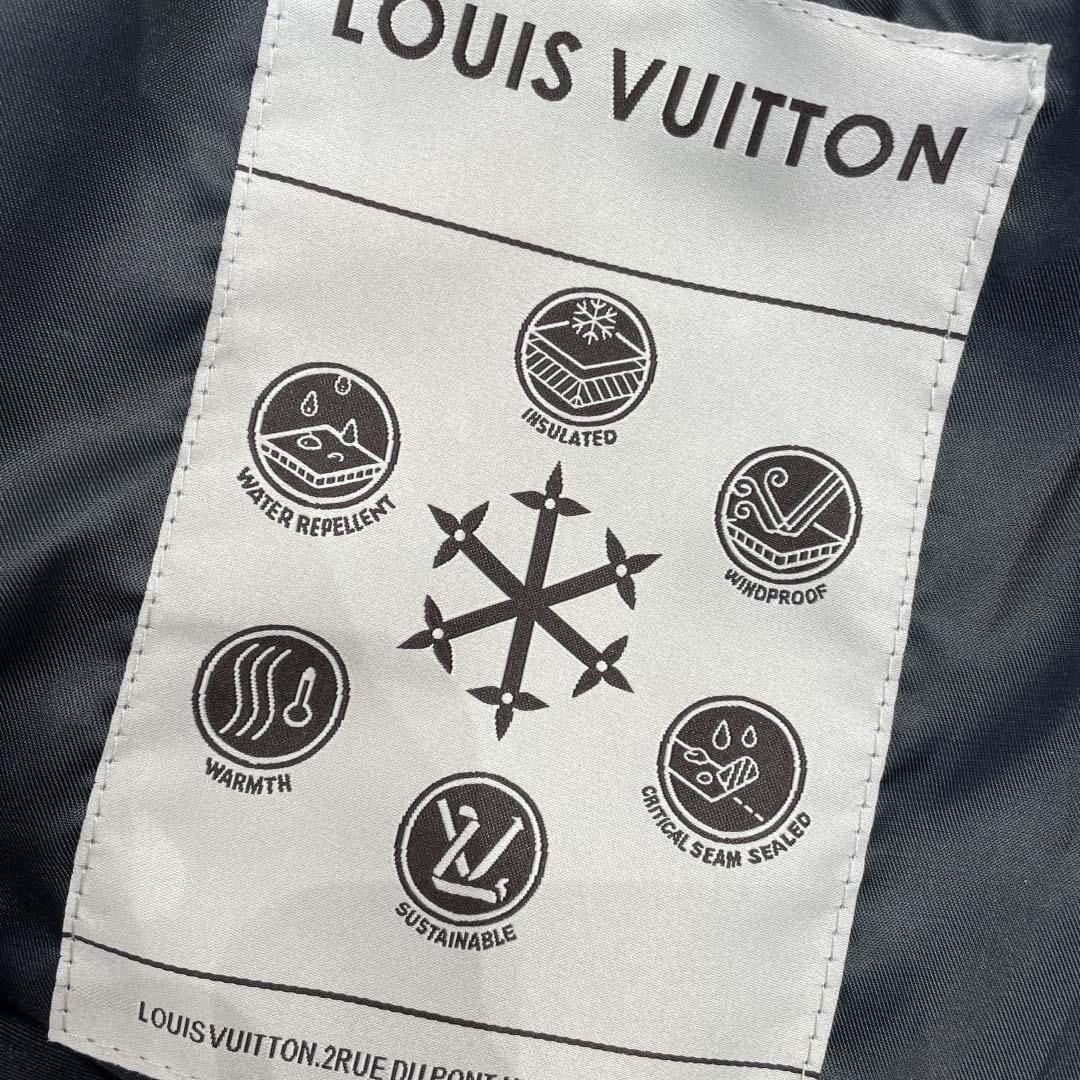 LOUIS VUITTON
INSULATED
WATER REPELLENT
WINDPROOF
WARMTH
CRITICAL SEAM SEALED
SUSTAINABLE
LOUIS VUITTON.2RUE DU PONT